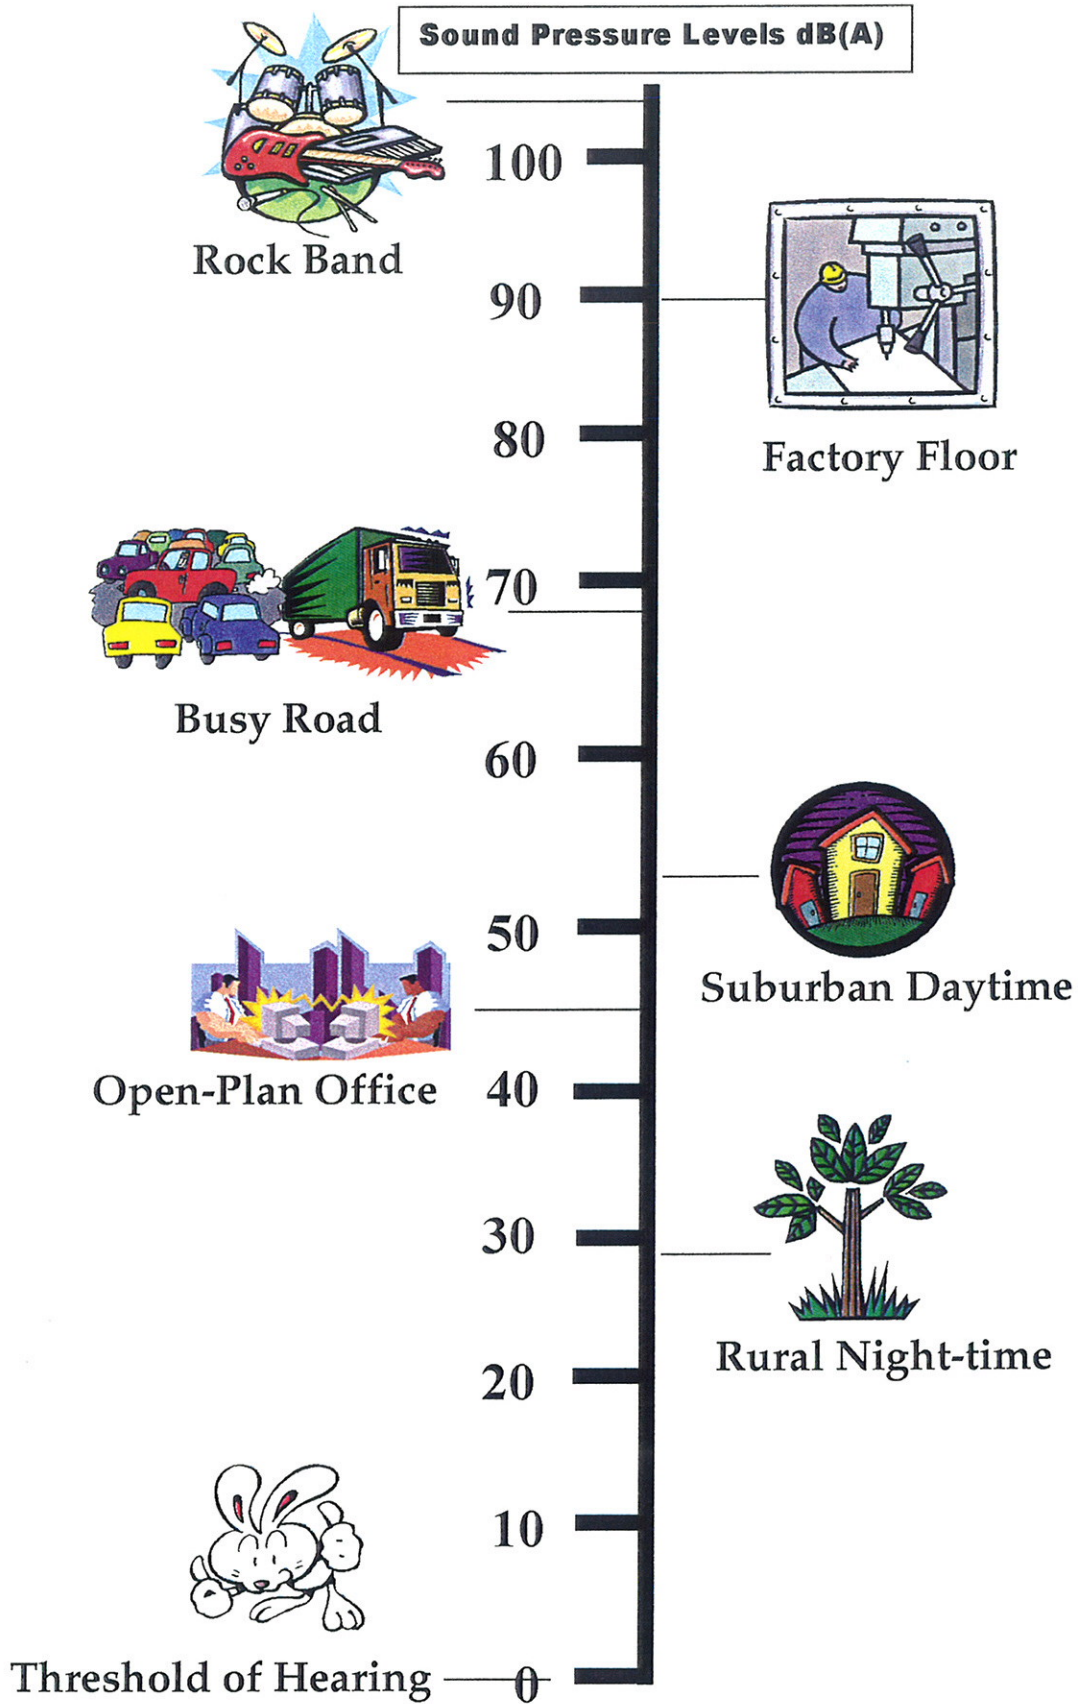 Sound Pressure Levels dB(A)
100
Rock Band
90
80
Factory Floor
70
Busy Road
60
50
Suburban Daytime
Open-Plan Office
40
30
Rural Night-time
20
10
Threshold of Hearing
0